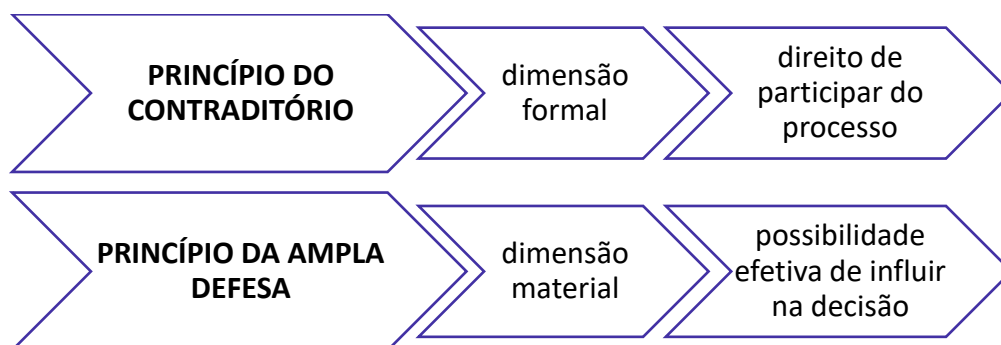 PRINCÍPIO DO
CONTRADITÓRIO
dimensão
formal
direito de
participar do
processo
PRINCÍPIO DA AMPLA
DEFESA
dimensão
material
possibilidade
efetiva de influir
na decisão